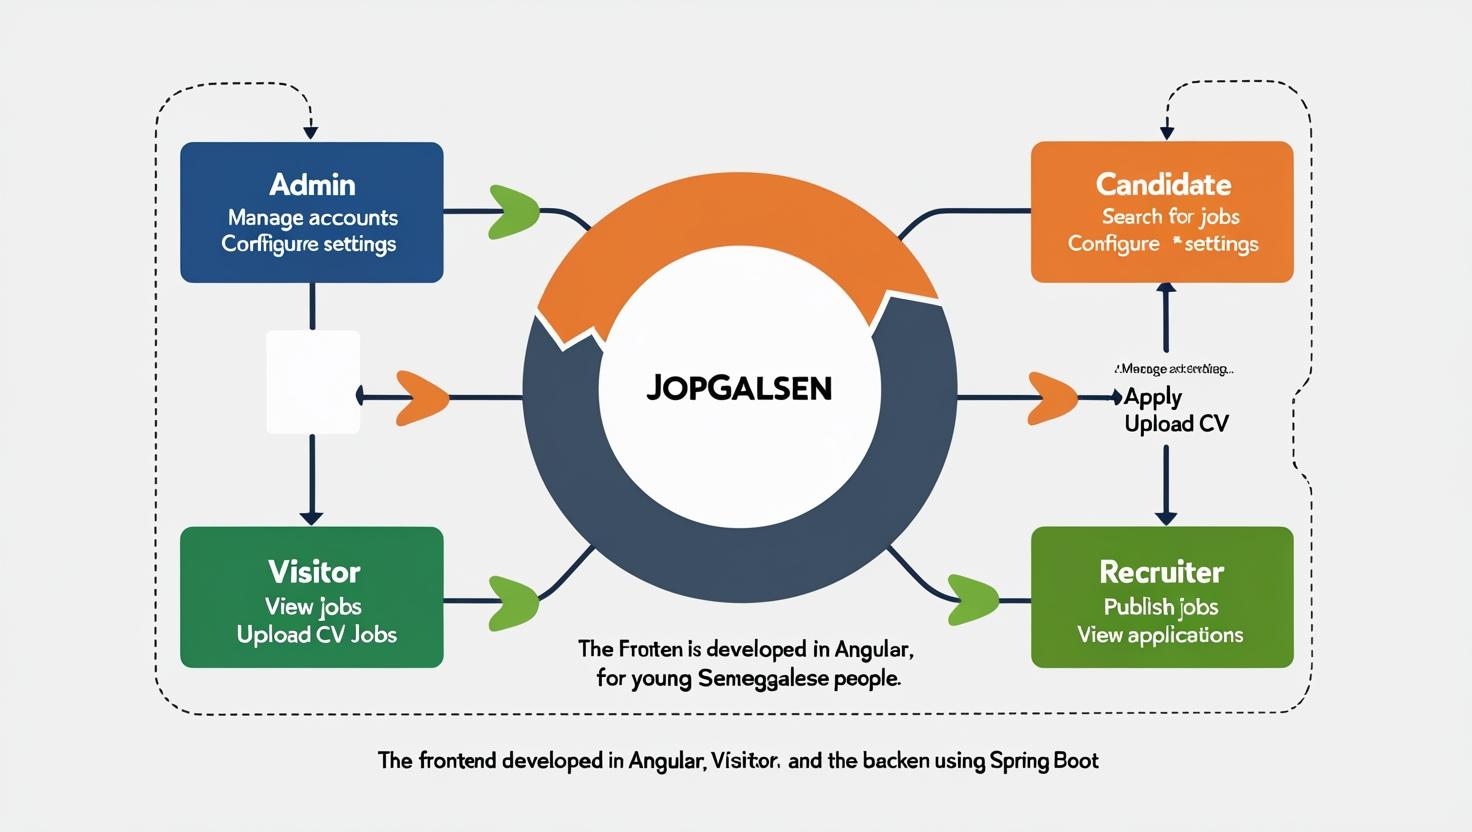 Admin
Manage accounts
Configure settings
Candidate
Search for jobs
Configure * settings
JOPGALSEN
Manage
Apply
Upload CV
Visitor
View jobs
Upload CV Jobs
Recruiter
Publish jobs
View applications
The Fronten is developed in Angular,
for young Semeggalese people.
The frontend developed in Angular, Visitor. and the backen using Spring Boot